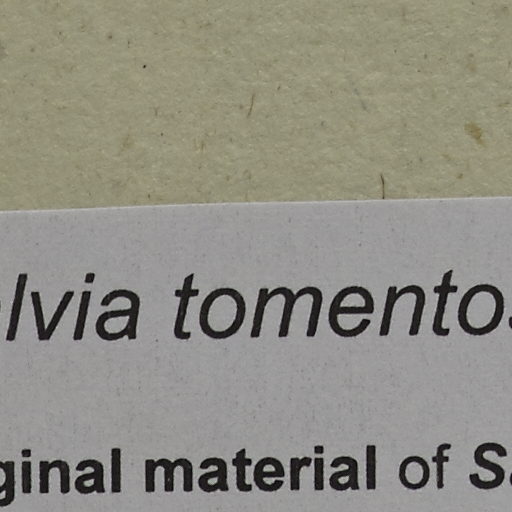 lvia tomento
ginal material of S